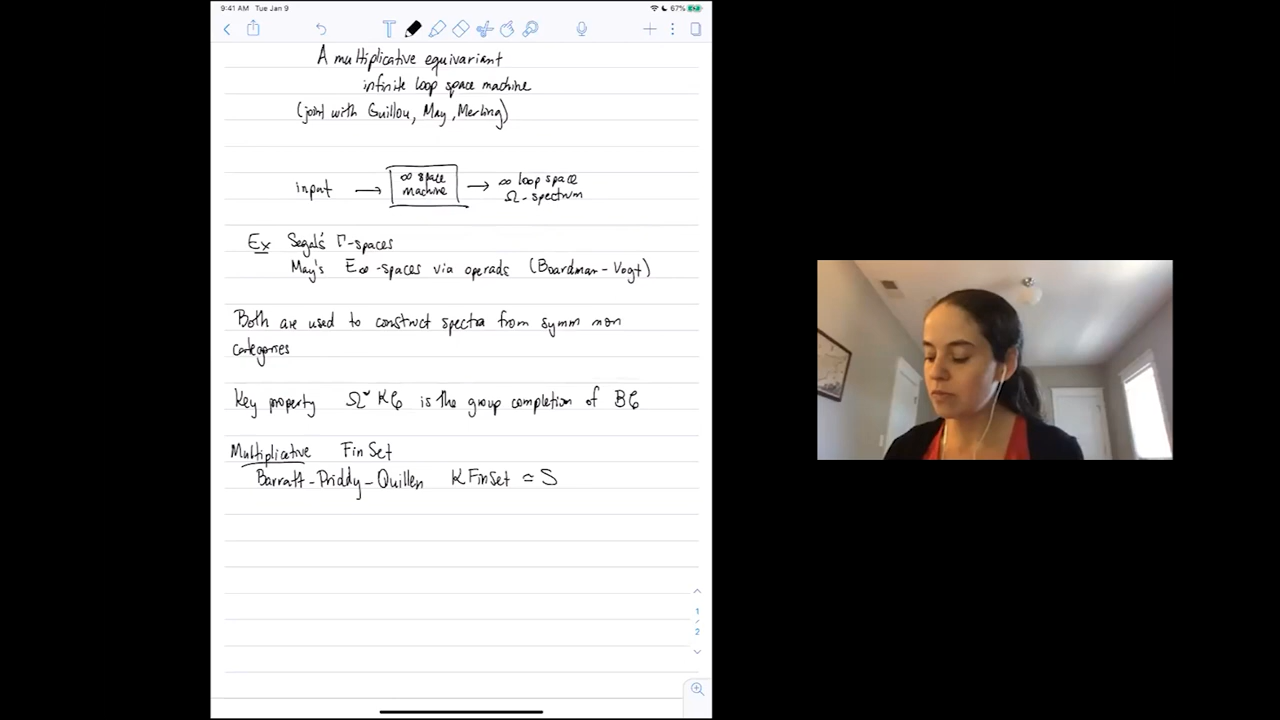 9:41 AM Tue Jan 9
67%
A multiplicative equivariant
infinite loop space machine
(joint with Guillou, May, Merling)
input → ∞ space machine → ∞ loop space
Ω-spectrum
Ex Segal's Γ-spaces
May's E∞-spaces via operads (Boardman-Vogt)
Both are used to construct spectra from symm mon
categories
Key property Ω^∞ K𝒞 is the group completion of B𝒞
Multiplicative FinSet
Barratt-Priddy-Quillen K FinSet ≃ S
1
/
2